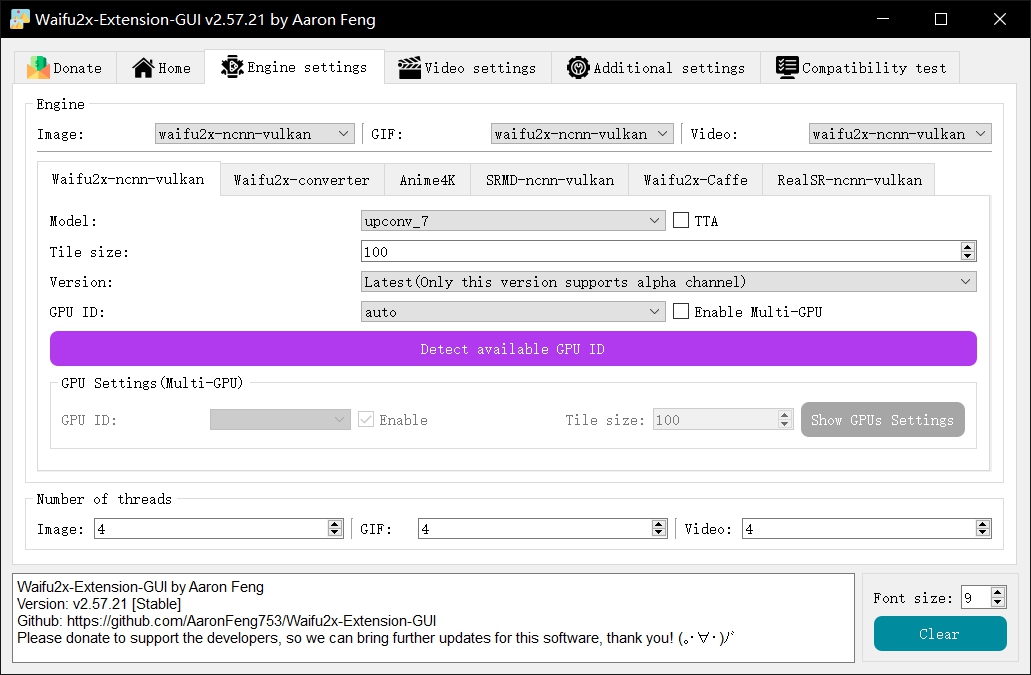 Waifu2x-Extension-GUI v2.57.21 by Aaron Feng
Donate Home Engine settings Video settings Additional settings Compatibility test
Engine
Image: waifu2x-ncnn-vulkan GIF: waifu2x-ncnn-vulkan Video: waifu2x-ncnn-vulkan
Waifu2x-ncnn-vulkan Waifu2x-converter Anime4K SRMD-ncnn-vulkan Waifu2x-Caffe RealSR-ncnn-vulkan
Model: upconv_7 TTA
Tile size: 100
Version: Latest(Only this version supports alpha channel)
GPU ID: auto Enable Multi-GPU
Detect available GPU ID
GPU Settings(Multi-GPU)
GPU ID: Enable Tile size: 100 Show GPUs Settings
Number of threads
Image: 4 GIF: 4 Video: 4
Waifu2x-Extension-GUI by Aaron Feng
Version: v2.57.21 [Stable]
Github: https://github.com/AaronFeng753/Waifu2x-Extension-GUI
Please donate to support the developers, so we can bring further updates for this software, thank you! (｡･∀･)ﾉﾞ
Font size: 9
Clear